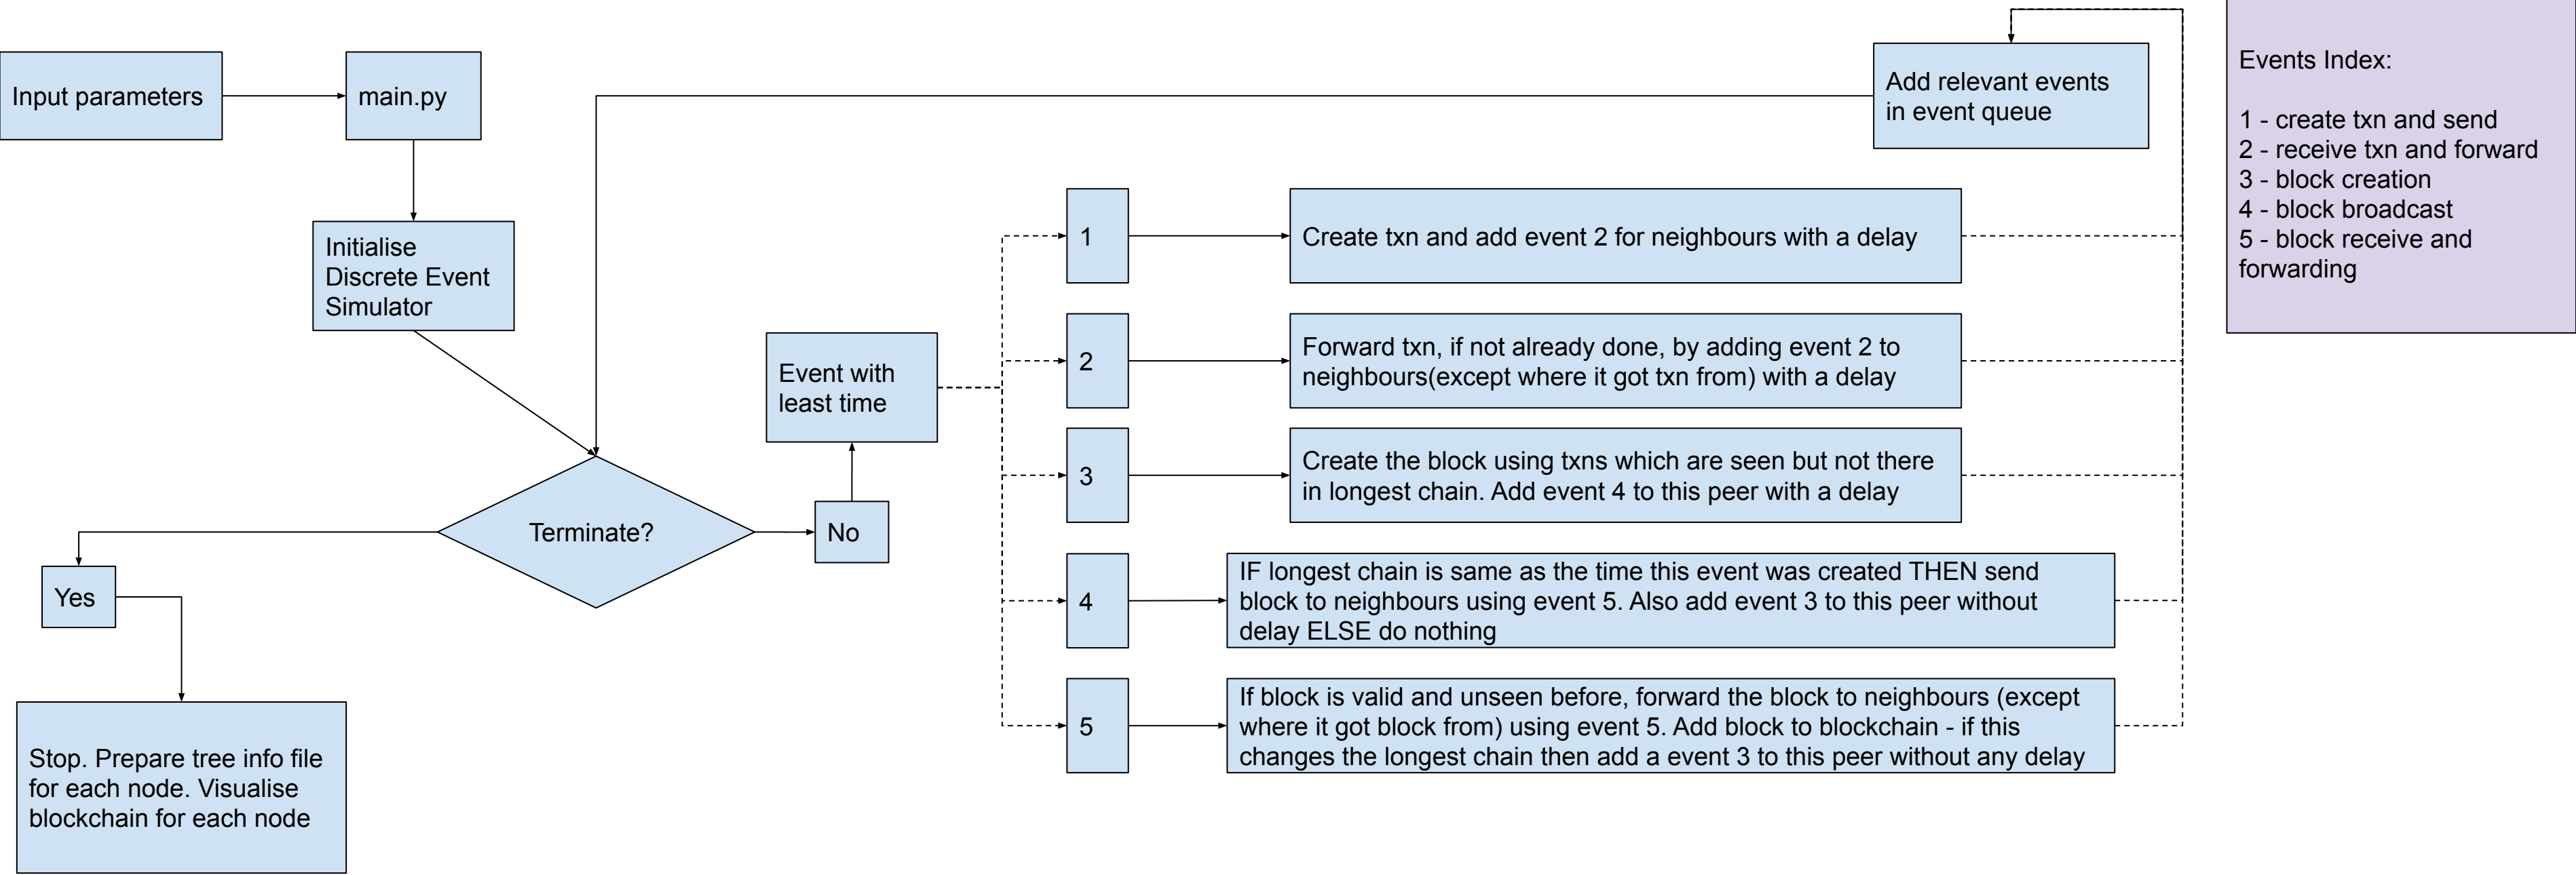 Input parameters
main.py
Initialise
Discrete Event
Simulator
Terminate?
Yes
Stop. Prepare tree info file
for each node. Visualise
blockchain for each node
No
Event with
least time
1
Create txn and add event 2 for neighbours with a delay
2
Forward txn, if not already done, by adding event 2 to
neighbours(except where it got txn from) with a delay
3
Create the block using txns which are seen but not there
in longest chain. Add event 4 to this peer with a delay
4
IF longest chain is same as the time this event was created THEN send
block to neighbours using event 5. Also add event 3 to this peer without
delay ELSE do nothing
5
If block is valid and unseen before, forward the block to neighbours (except
where it got block from) using event 5. Add block to blockchain - if this
changes the longest chain then add a event 3 to this peer without any delay
Add relevant events
in event queue
Events Index:
1 - create txn and send
2 - receive txn and forward
3 - block creation
4 - block broadcast
5 - block receive and
forwarding